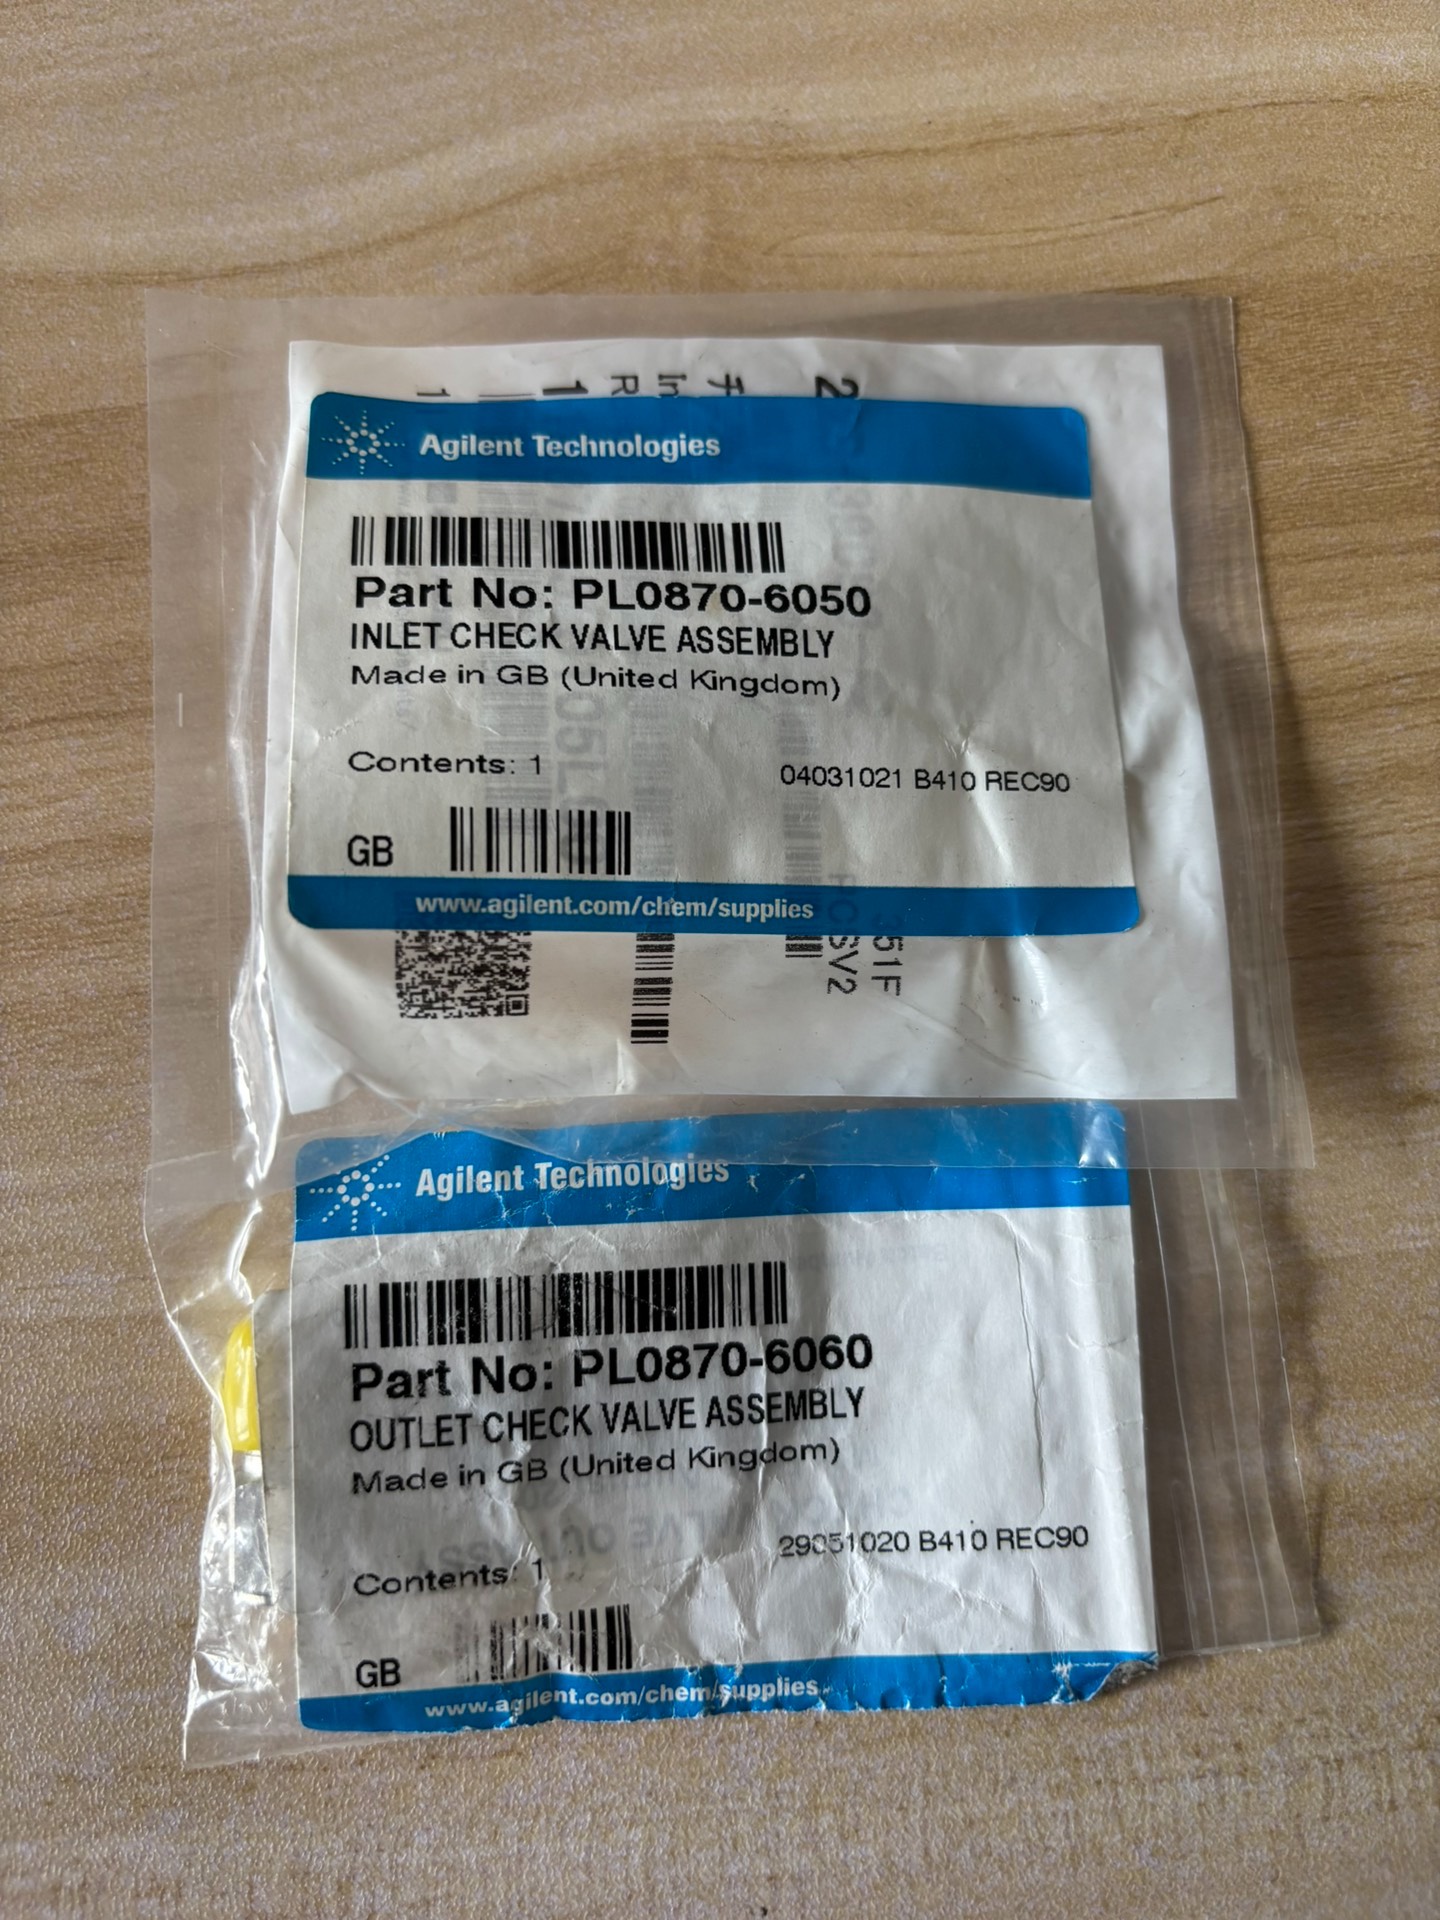 Agilent Technologies
Part No: PL0870-6050
INLET CHECK VALVE ASSEMBLY
Made in GB (United Kingdom)
Contents: 1
04031021 B410 REC90
GB
www.agilent.com/chem/supplies
Agilent Technologies
Part No: PL0870-6060
OUTLET CHECK VALVE ASSEMBLY
Made in GB (United Kingdom)
29051020 B410 REC90
Contents: 1
GB
www.agilent.com/chem/supplies